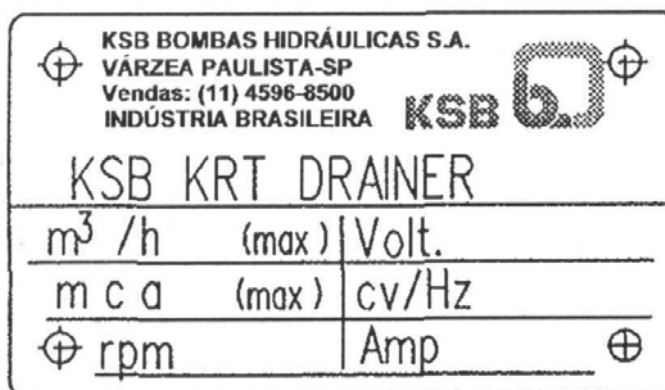 KSB BOMBAS HIDRÁULICAS S.A.
VÁRZEA PAULISTA-SP
Vendas: (11) 4596-8500
INDÚSTRIA BRASILEIRA
KSB b.
KSB KRT DRAINER
m³ /h (max) Volt.
m c a (max) cv/Hz
rpm Amp